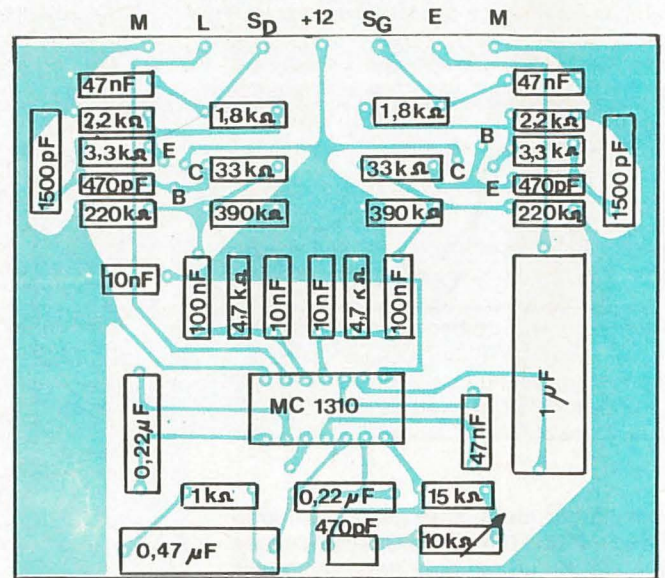 M L SD +12 SG E M
47nF 47nF
1,8kΩ 1,8kΩ
2,2kΩ 2,2kΩ
B
3,3kΩ E 3,3kΩ
1500pF 1500pF
C 33kΩ 33kΩ C
470pF E 470pF
B
220kΩ 390kΩ 390kΩ 220kΩ
10nF 100nF 4,7kΩ 10nF 10nF 4,7kΩ 100nF
1µF
MC 1310
0,22µF 47nF
1kΩ 0,22µF 15kΩ
470pF
0,47µF 10kΩ